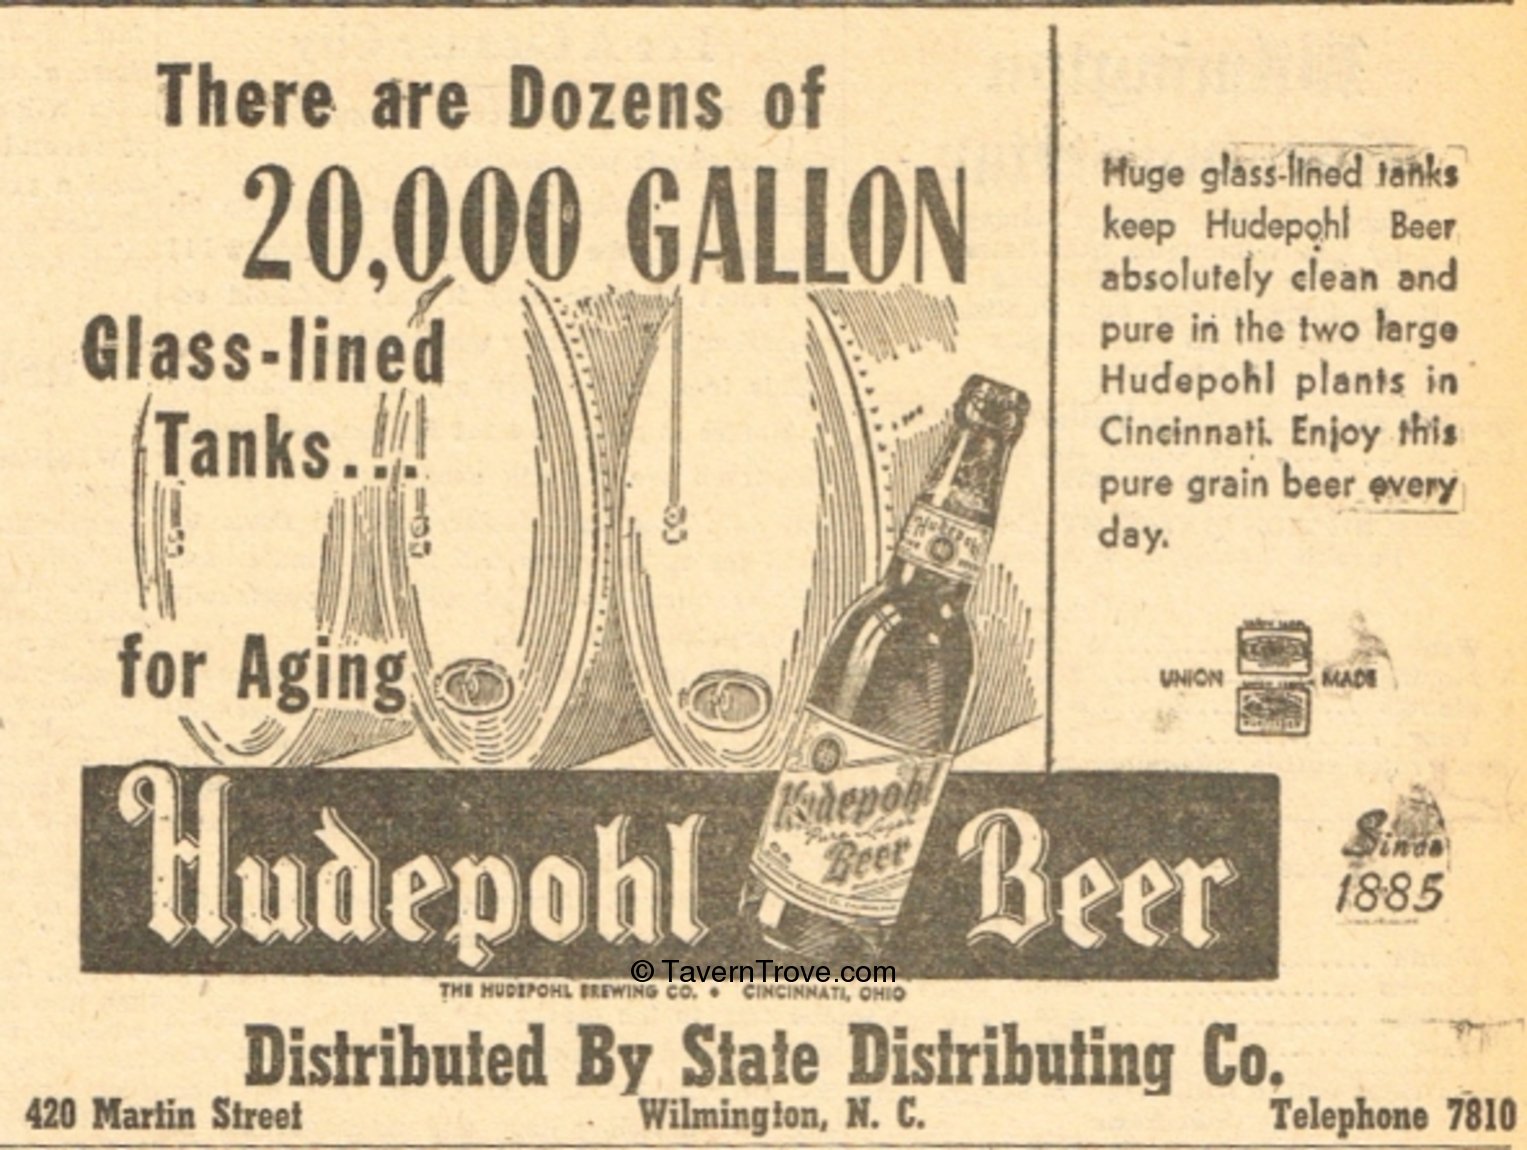 There are Dozens of
20,000 GALLON
Glass-lined
Tanks...
for Aging
Huge glass-lined tanks
keep Hudepohl Beer
absolutely clean and
pure in the two large
Hudepohl plants in
Cincinnati. Enjoy this
pure grain beer every
day.
UNION MADE
Since
1885
Hudepohl
Hudepohl
Beer
Hudepohl Beer
© TavernTrove.com
THE HUDEPOHL BREWING CO. • CINCINNATI, OHIO
Distributed By State Distributing Co.
420 Martin Street Wilmington, N. C. Telephone 7810